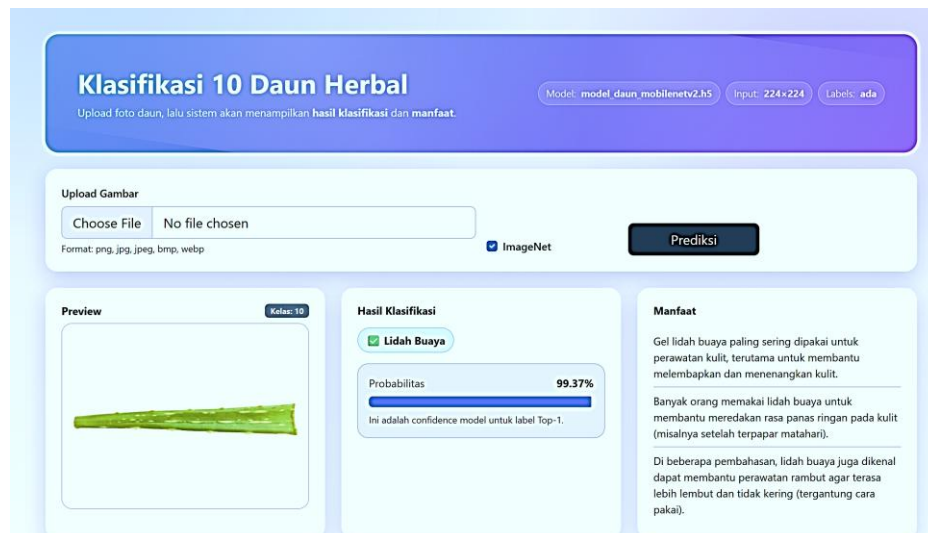 Klasifikasi 10 Daun Herbal
Upload foto daun, lalu sistem akan menampilkan hasil klasifikasi dan manfaat.
Model: model_daun_mobilenetv2.h5
Input: 224×224
Labels: ada
Upload Gambar
Choose File No file chosen
Format: png, jpg, jpeg, bmp, webp
ImageNet
Prediksi
Preview
Kelas: 10
Hasil Klasifikasi
✅ Lidah Buaya
Probabilitas 99.37%
Ini adalah confidence model untuk label Top-1.
Manfaat
Gel lidah buaya paling sering dipakai untuk
perawatan kulit, terutama untuk membantu
melembapkan dan menenangkan kulit.
Banyak orang memakai lidah buaya untuk
membantu meredakan rasa panas ringan pada kulit
(misalnya setelah terpapar matahari).
Di beberapa pembahasan, lidah buaya juga dikenal
dapat membantu perawatan rambut agar terasa
lebih lembut dan tidak kering (tergantung cara
pakai).